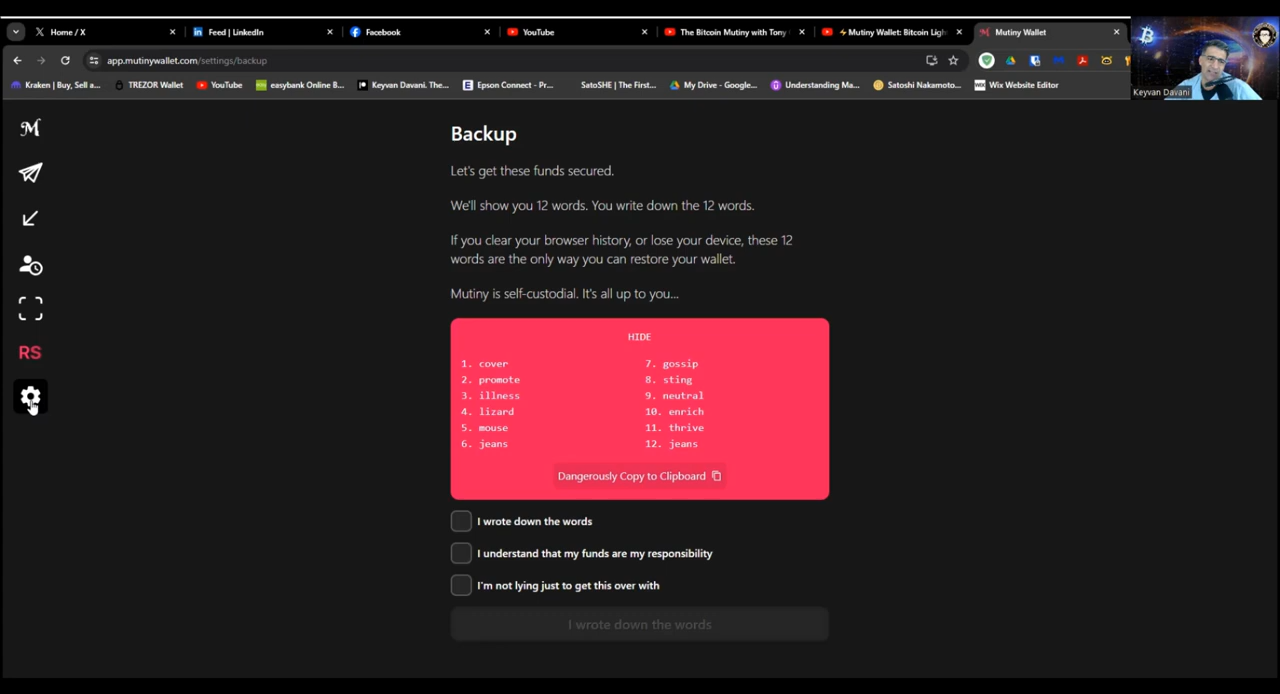 Home / X
Feed | LinkedIn
Facebook
YouTube
The Bitcoin Mutiny with Tony
Mutiny Wallet: Bitcoin Ligh
Mutiny Wallet
app.mutinywallet.com/settings/backup
Kraken | Buy, Sell a...
TREZOR Wallet
YouTube
easybank Online B...
Keyvan Davani. The...
Epson Connect - Pr...
SatoSHE | The First...
My Drive - Google...
Understanding Ma...
Satoshi Nakamoto...
Wix Website Editor
Keyvan Davani
M
RS
Backup
Let's get these funds secured.
We'll show you 12 words. You write down the 12 words.
If you clear your browser history, or lose your device, these 12
words are the only way you can restore your wallet.
Mutiny is self-custodial. It's all up to you...
HIDE
1. cover
2. promote
3. illness
4. lizard
5. mouse
6. jeans
7. gossip
8. sting
9. neutral
10. enrich
11. thrive
12. jeans
Dangerously Copy to Clipboard
I wrote down the words
I understand that my funds are my responsibility
I'm not lying just to get this over with
I wrote down the words